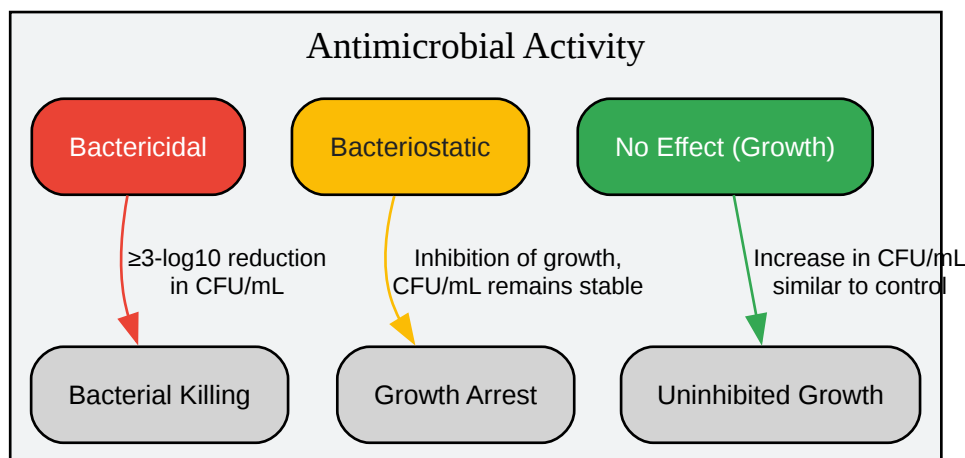 Antimicrobial Activity
Bactericidal
Bacteriostatic
No Effect (Growth)
≥3-log10 reduction
in CFU/mL
Inhibition of growth,
CFU/mL remains stable
Increase in CFU/mL
similar to control
Bacterial Killing
Growth Arrest
Uninhibited Growth